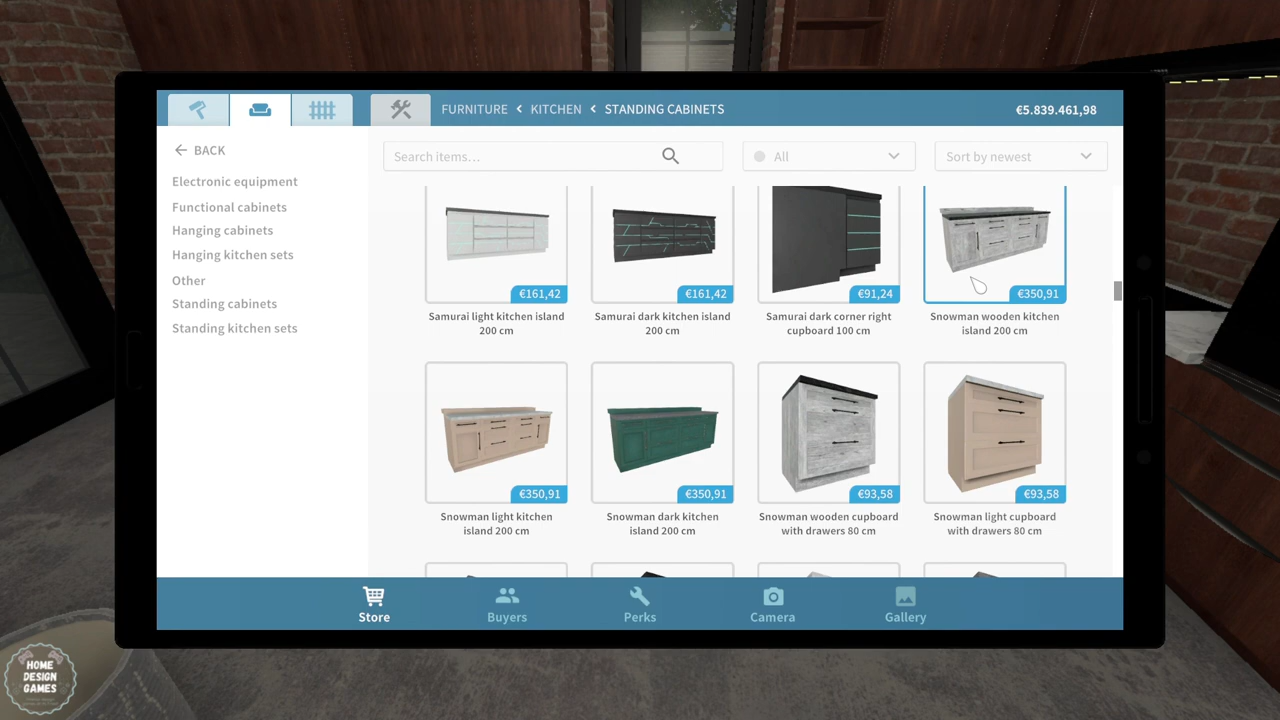 FURNITURE < KITCHEN < STANDING CABINETS
€5.839.461,98
BACK
Search items...
All
Sort by newest
Electronic equipment
Functional cabinets
Hanging cabinets
Hanging kitchen sets
Other
Standing cabinets
Standing kitchen sets
€161,42
€161,42
€91,24
€350,91
Samurai light kitchen island 200 cm
Samurai dark kitchen island 200 cm
Samurai dark corner right cupboard 100 cm
Snowman wooden kitchen island 200 cm
€350,91
€350,91
€93,58
€93,58
Snowman light kitchen island 200 cm
Snowman dark kitchen island 200 cm
Snowman wooden cupboard with drawers 80 cm
Snowman light cupboard with drawers 80 cm
Store
Buyers
Perks
Camera
Gallery
HOME
DESIGN
GAMES